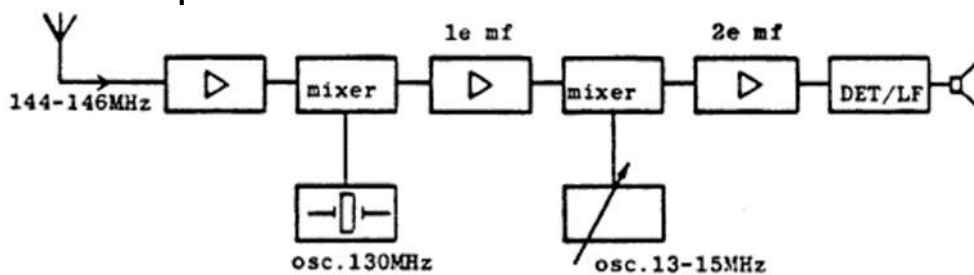 1e mf
2e mf
mixer
mixer
DET/LF
144-146MHz
osc.130MHz
osc.13-15MHz